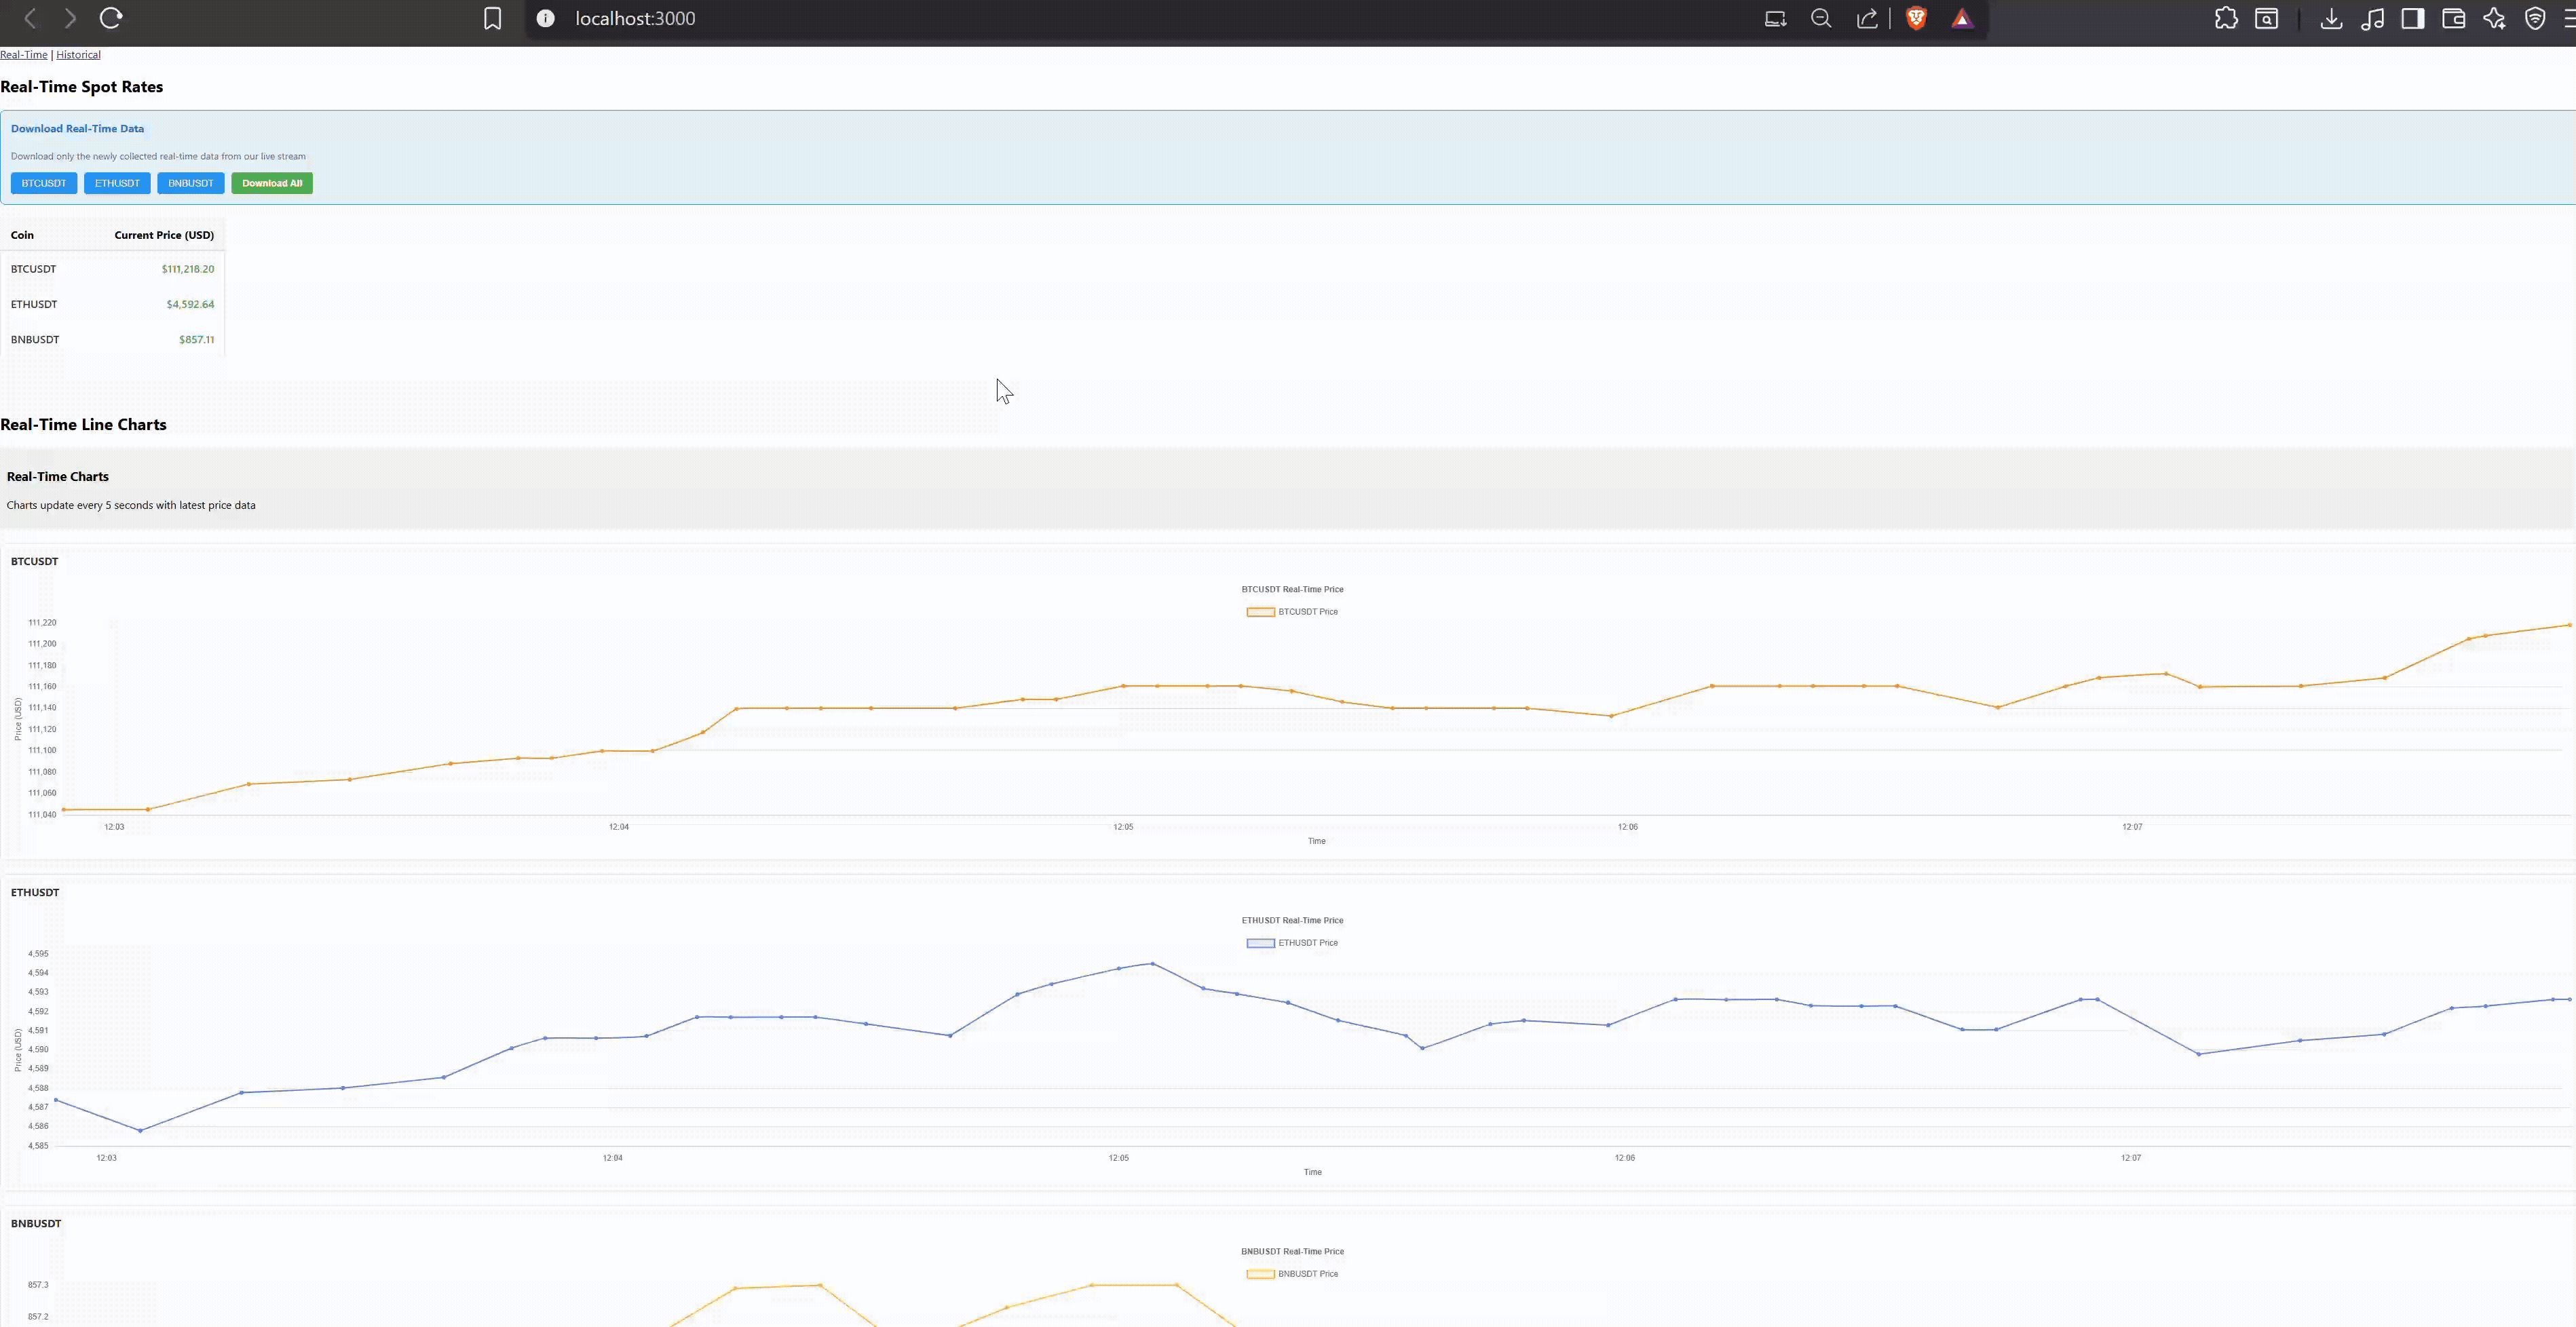 localhost:3000
Real-Time | Historical
Real-Time Spot Rates
Download Real-Time Data
Download only the newly collected real-time data from our live stream
BTCUSDT ETHUSDT BNBUSDT Download All
Coin Current Price (USD)
BTCUSDT $111,218.20
ETHUSDT $4,592.64
BNBUSDT $857.11
Real-Time Line Charts
Real-Time Charts
Charts update every 5 seconds with latest price data
BTCUSDT
BTCUSDT Real-Time Price
BTCUSDT Price
111,220
111,200
111,180
111,160
111,140
111,120
111,100
111,080
111,060
111,040
Price (USD)
12:03 12:04 12:05 12:06 12:07
Time
ETHUSDT
ETHUSDT Real-Time Price
ETHUSDT Price
4,595
4,594
4,593
4,592
4,591
4,590
4,589
4,588
4,587
4,586
4,585
Price (USD)
12:03 12:04 12:05 12:06 12:07
Time
BNBUSDT
BNBUSDT Real-Time Price
BNBUSDT Price
857.3
857.2